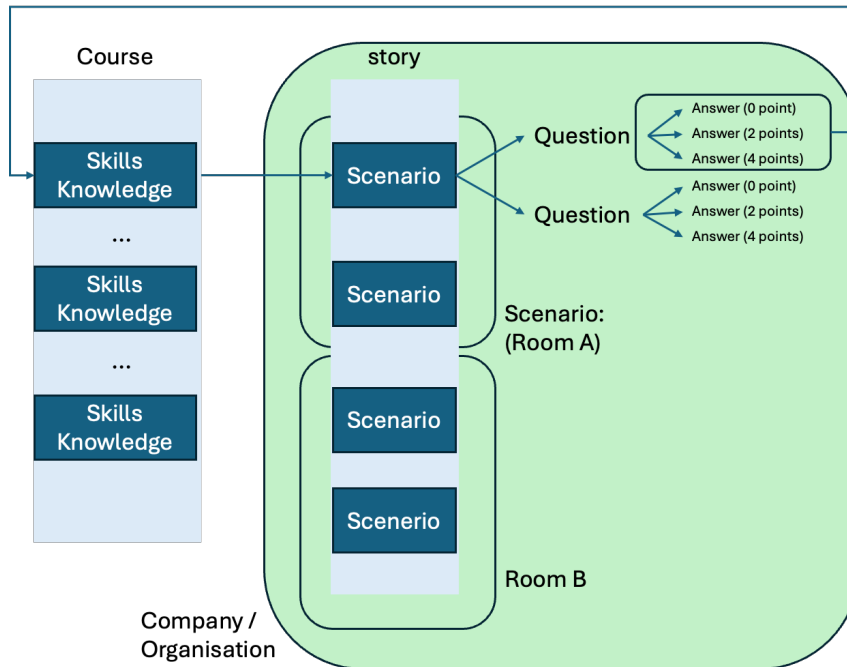 Course
Skills
Knowledge
...
Skills
Knowledge
...
Skills
Knowledge
Company /
Organisation
story
Scenario
Scenario
Scenario
Scenerio
Scenario:
(Room A)
Room B
Question
Answer (0 point)
Answer (2 points)
Answer (4 points)
Question
Answer (0 point)
Answer (2 points)
Answer (4 points)